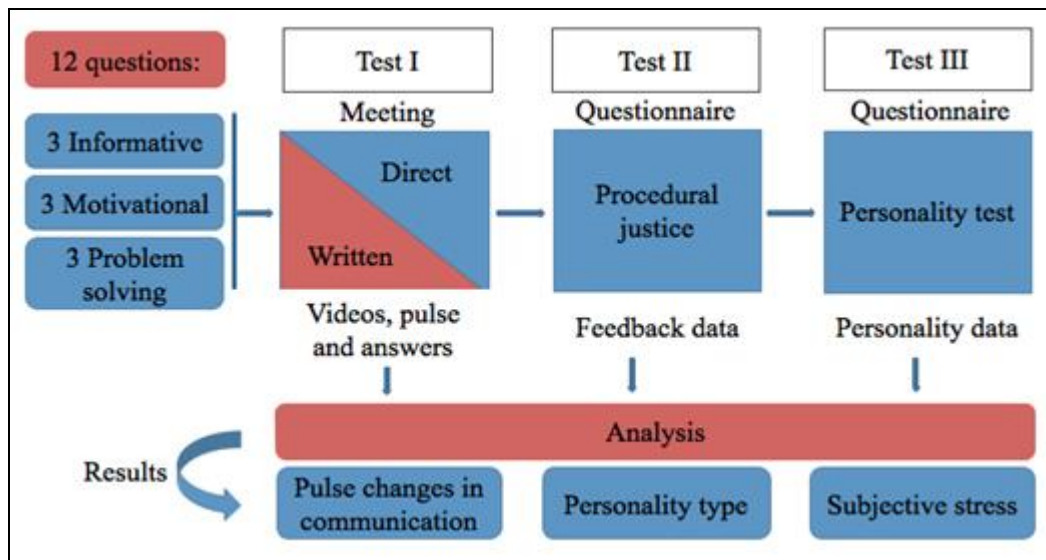 12 questions:
3 Informative
3 Motivational
3 Problem
solving
Test I
Meeting
Direct
Written
Videos, pulse
and answers
Test II
Questionnaire
Procedural
justice
Feedback data
Test III
Questionnaire
Personality test
Personality data
Analysis
Results
Pulse changes in
communication
Personality type
Subjective stress